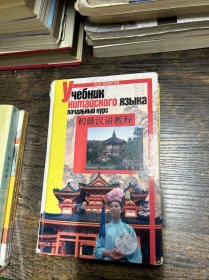 Учебник
китайского языка
начальный курс
初级汉语教程